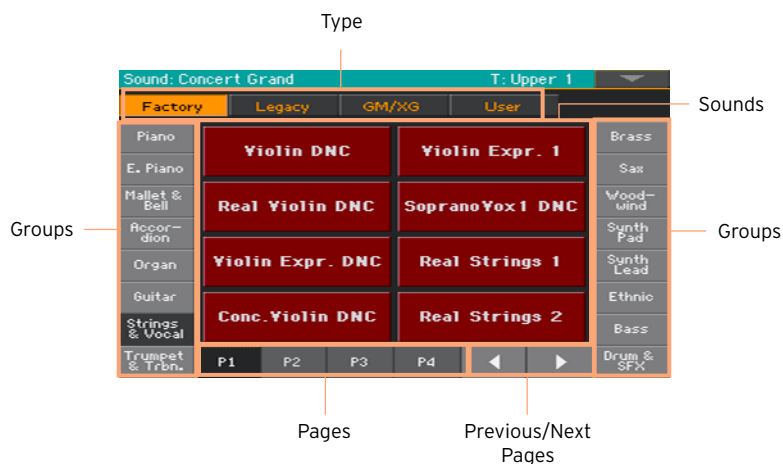 Type
Sound: Concert Grand T: Upper 1
Factory Legacy GM/XG User
Sounds
Groups
Piano
E. Piano
Mallet &
Bell
Accor-
dion
Organ
Guitar
Strings
& Vocal
Trumpet
& Trbn.
Violin DNC Violin Expr. 1
Real Violin DNC SopranoVox1 DNC
Violin Expr. DNC Real Strings 1
Conc.Violin DNC Real Strings 2
Brass
Sax
Wood-
wind
Synth
Pad
Synth
Lead
Ethnic
Bass
Drum &
SFX
Groups
P1 P2 P3 P4
Pages
Previous/Next
Pages